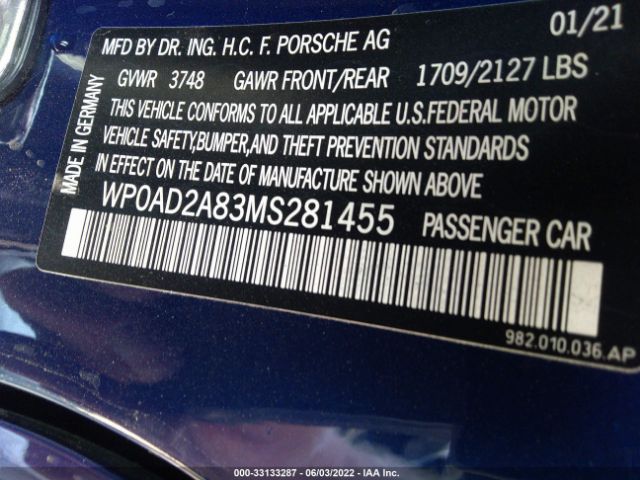 MFD BY DR. ING. H.C. F. PORSCHE AG 01/21
GVWR 3748 GAWR FRONT/REAR 1709/2127 LBS
THIS VEHICLE CONFORMS TO ALL APPLICABLE U.S.FEDERAL MOTOR
VEHICLE SAFETY,BUMPER,AND THEFT PREVENTION STANDARDS
IN EFFECT ON THE DATE OF MANUFACTURE SHOWN ABOVE
MADE IN GERMANY
WP0AD2A83MS281455 PASSENGER CAR
982.010.036.AP
000-33133287 - 06/03/2022 - IAA Inc.